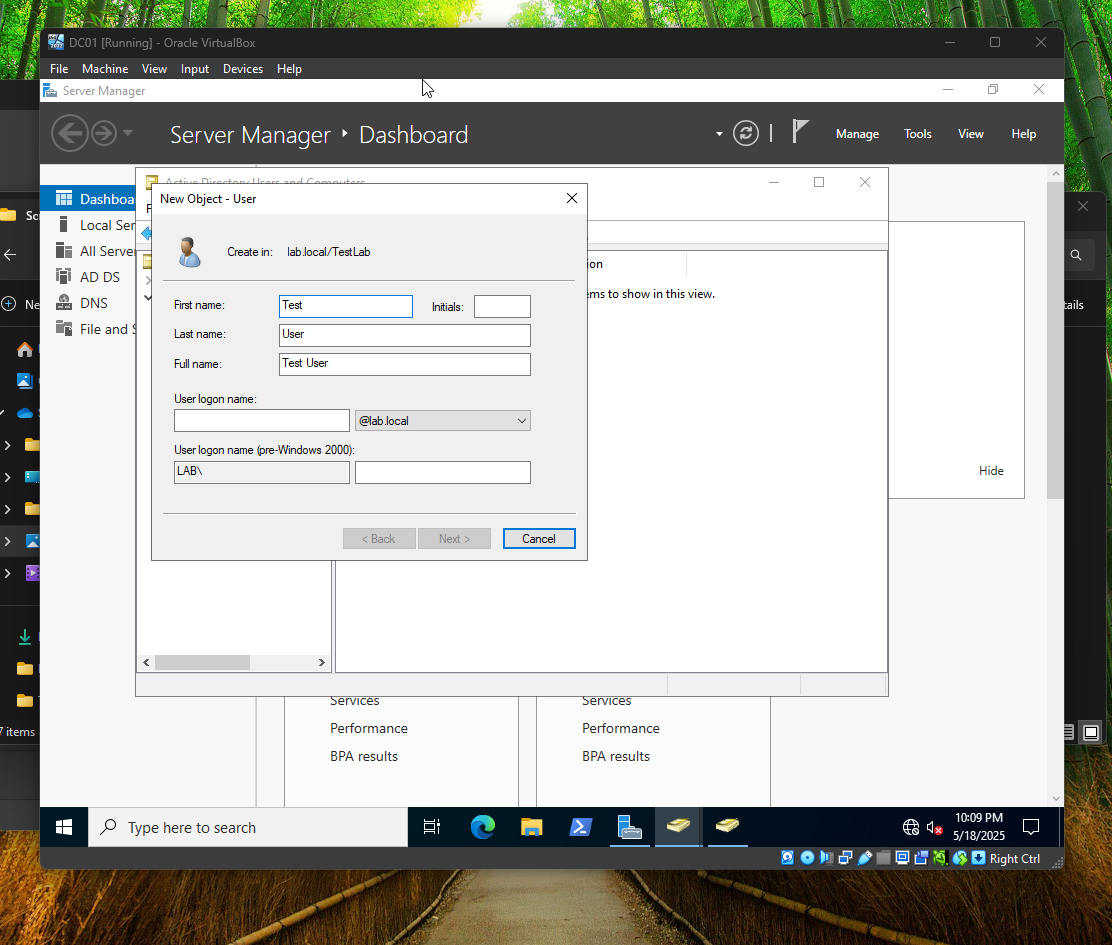 DC01 [Running] - Oracle VirtualBox
File Machine View Input Devices Help
Server Manager
Server Manager Dashboard
Manage Tools View Help
Active Directory Users and Computers
New Object - User
Dashboa
Local Ser
All Server
AD DS
DNS
File and S
Create in: lab.local/TestLab
First name: Test Initials:
Last name: User
Full name: Test User
User logon name:
@lab.local
User logon name (pre-Windows 2000):
LAB\
< Back Next > Cancel
ion
ems to show in this view.
Hide
Services
Performance
BPA results
Services
Performance
BPA results
Type here to search
10:09 PM
5/18/2025
Right Ctrl
Sc
Ne
tails
7 items